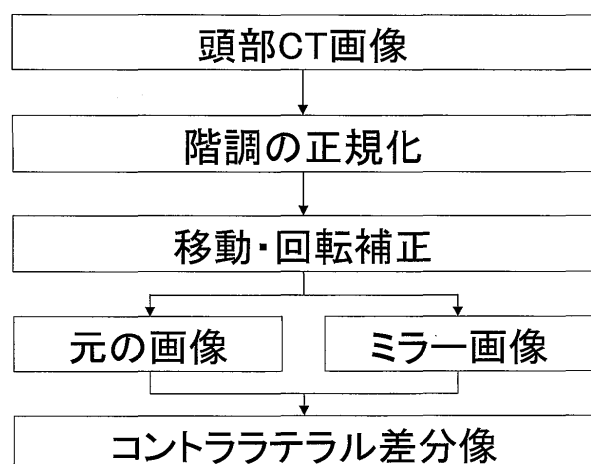 頭部CT画像
階調の正規化
移動・回転補正
元の画像
ミラー画像
コントララテラル差分像